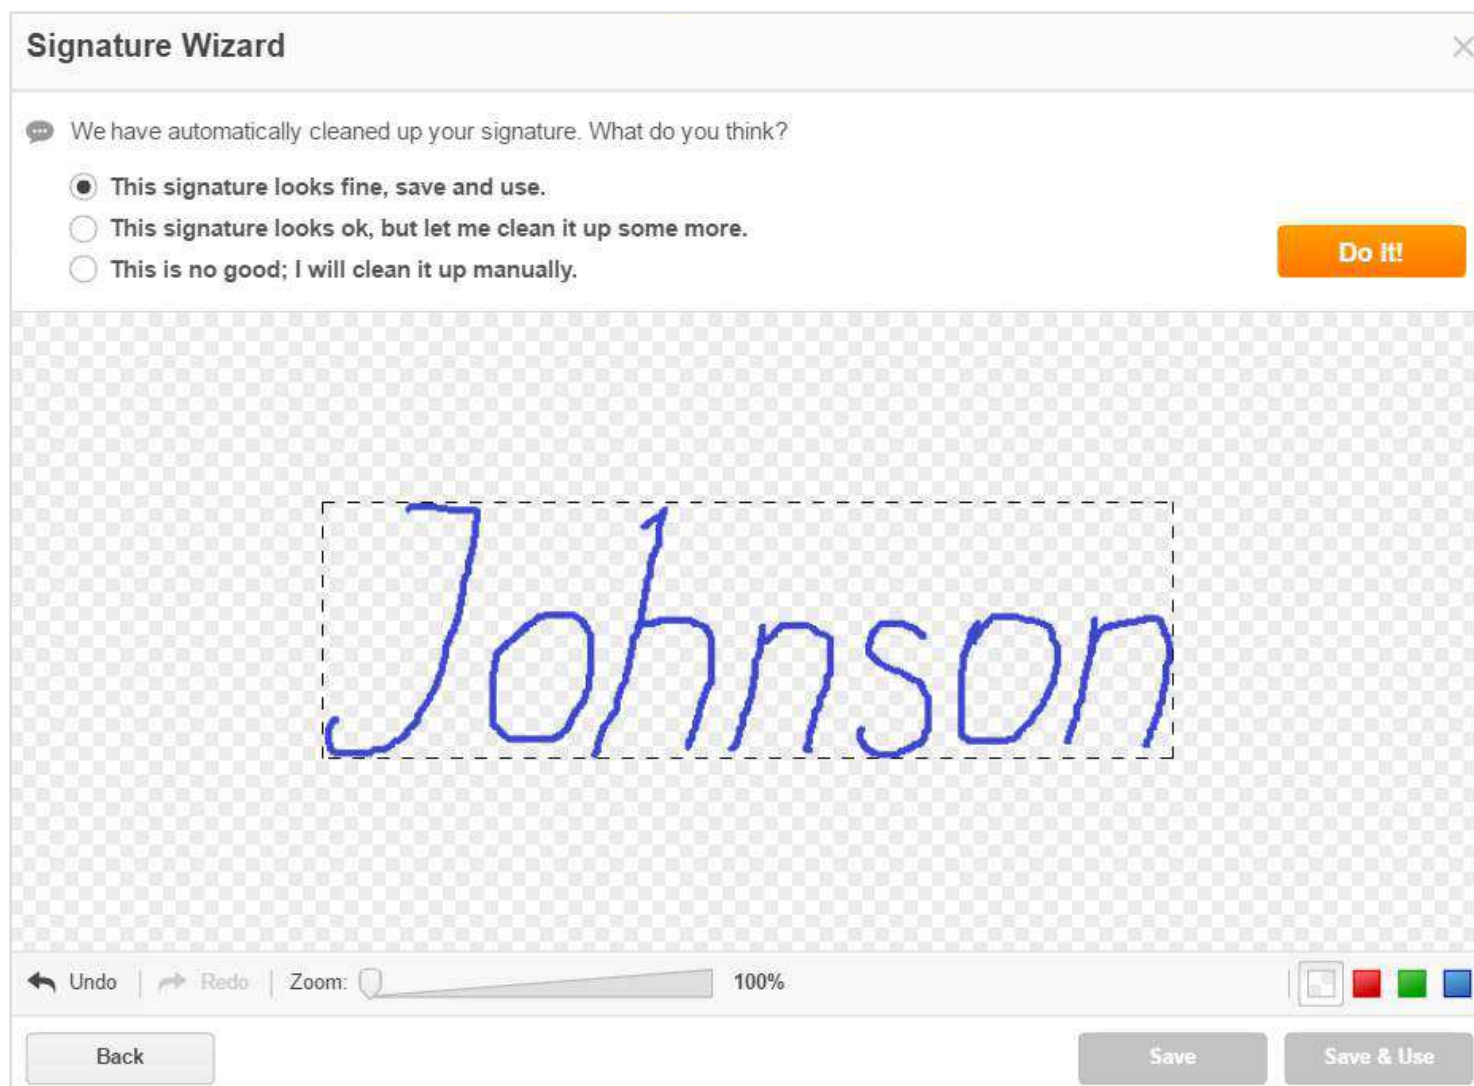 Signature Wizard
We have automatically cleaned up your signature. What do you think?
This signature looks fine, save and use.
This signature looks ok, but let me clean it up some more.
This is no good; I will clean it up manually.
Do It!
Johnson
Undo | Redo | Zoom: 100%
Back Save Save & Use